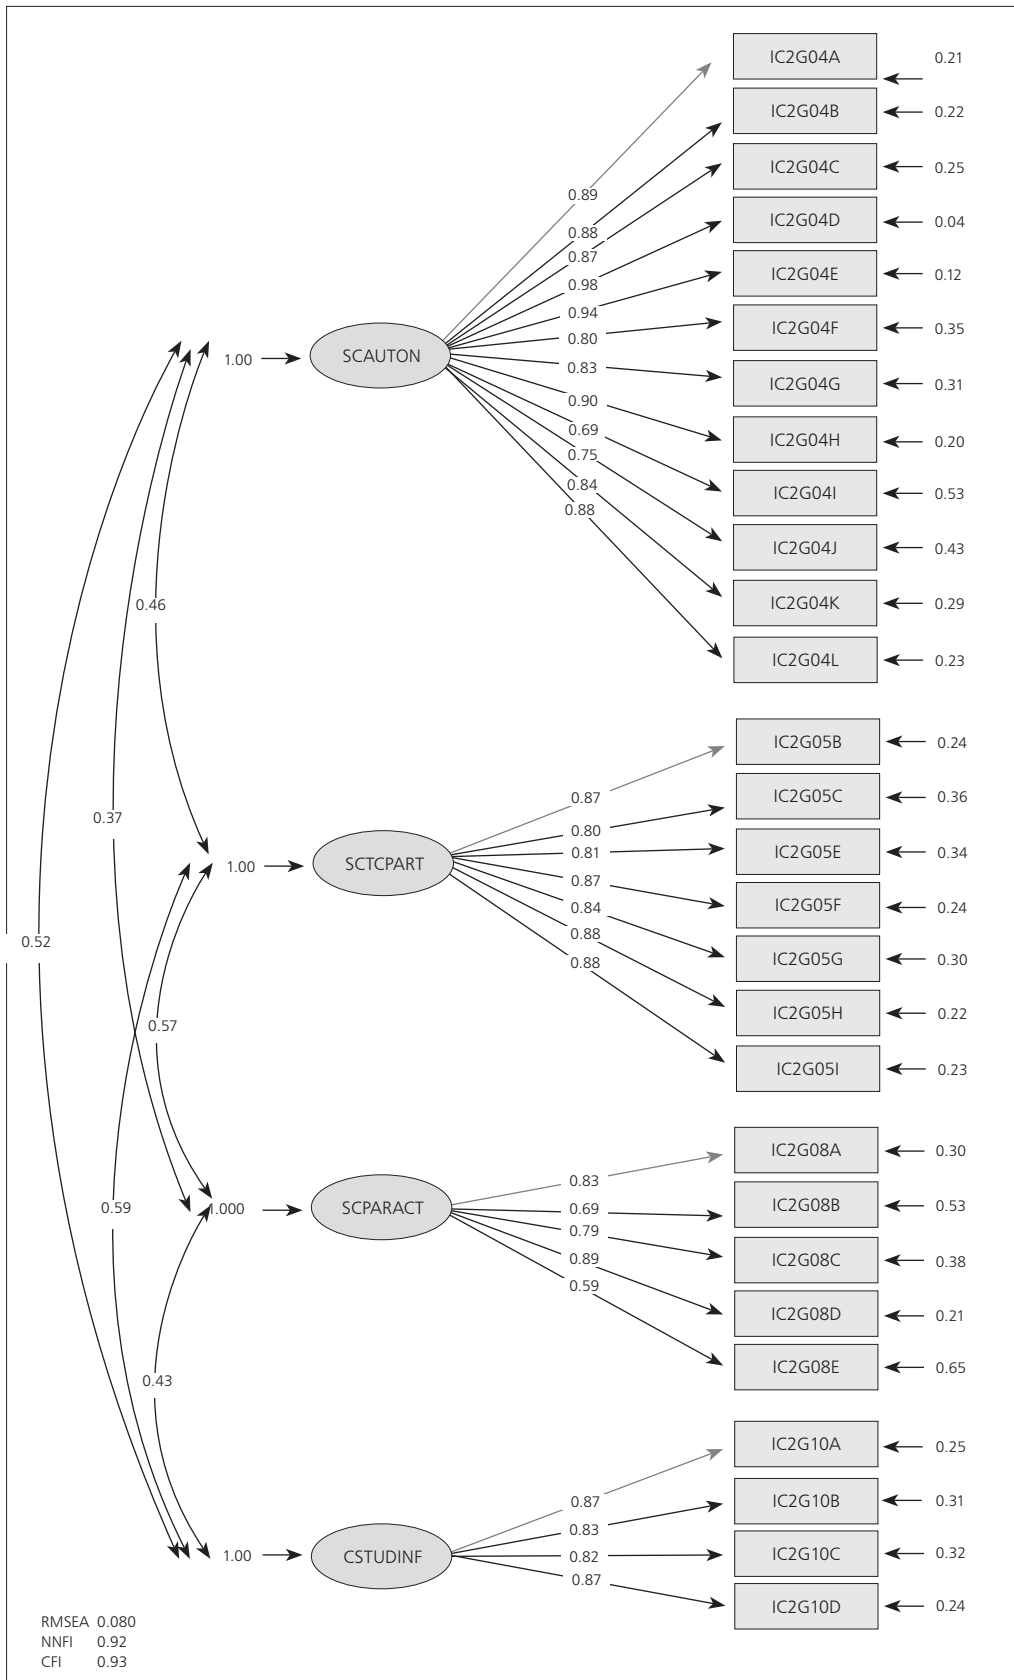 IC2G04A 0.21
IC2G04B 0.22
IC2G04C 0.25
0.89
IC2G04D 0.04
0.88
0.87
IC2G04E 0.12
0.98
0.94
IC2G04F 0.35
0.80
1.00 SCAUTON
0.83
IC2G04G 0.31
0.90
0.69
IC2G04H 0.20
0.75
0.84
IC2G04I 0.53
0.88
IC2G04J 0.43
0.46
IC2G04K 0.29
IC2G04L 0.23
IC2G05B 0.24
0.87
IC2G05C 0.36
0.37
0.80
0.81
IC2G05E 0.34
1.00 SCTCPART
0.87
0.84
IC2G05F 0.24
0.88
0.52
0.88
IC2G05G 0.30
0.57
IC2G05H 0.22
IC2G05I 0.23
IC2G08A 0.30
0.83
0.59
1.000 SCPARACT
0.69
IC2G08B 0.53
0.79
0.89
IC2G08C 0.38
0.59
IC2G08D 0.21
0.43
IC2G08E 0.65
IC2G10A 0.25
0.87
IC2G10B 0.31
0.83
1.00 CSTUDINF
0.82
IC2G10C 0.32
0.87
IC2G10D 0.24
RMSEA 0.080
NNFI 0.92
CFI 0.93